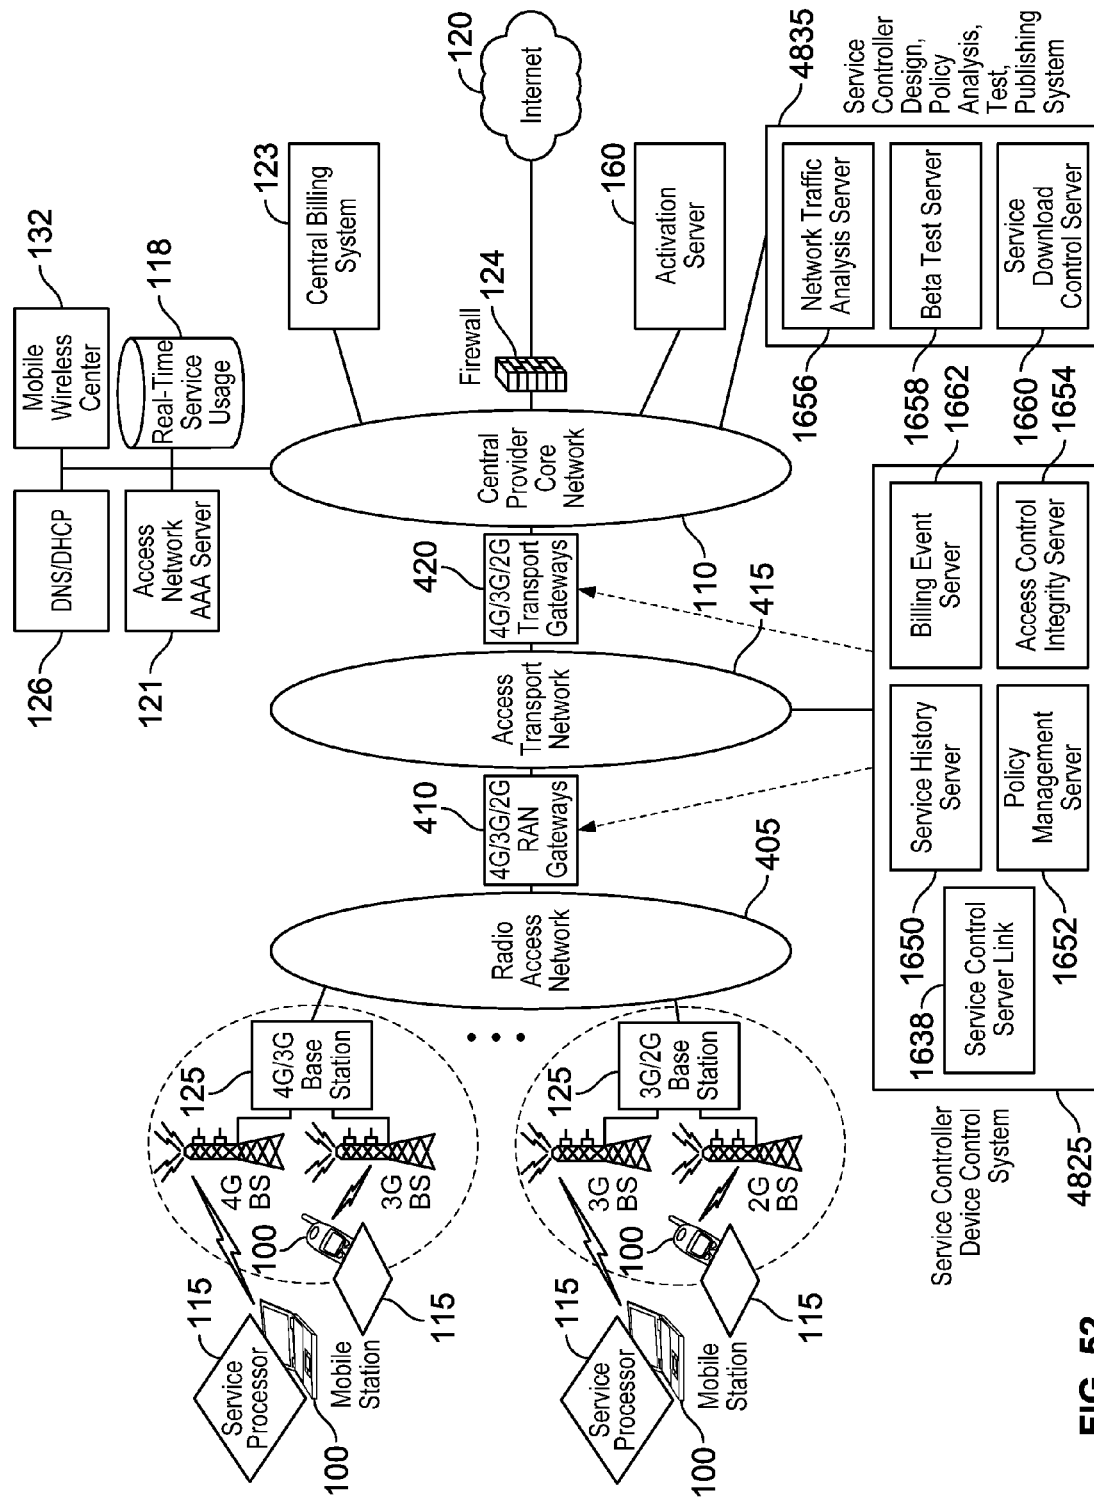 126
DNS/DHCP
Mobile
Wireless
Center
132
121
Access
Network
AAA Server
Real-Time
Service
Usage
118
Central Billing
System
123
Service
Processor
115
100
Mobile
Station
115
100
4G
BS
3G
BS
125
4G/3G
Base
Station
Radio
Access
Network
405
410
4G/3G/2G
RAN
Gateways
Access
Transport
Network
415
420
4G/3G/2G
Transport
Gateways
Central
Provider
Core
Network
110
Firewall
124
Internet
120
Service
Processor
115
100
Mobile
Station
115
100
3G
BS
2G
BS
125
3G/2G
Base
Station
Activation
Server
160
Service Controller
Device Control
System
4825
1638
Service Control
Server Link
1650
Service History
Server
Billing Event
Server
1662
1652
Policy
Management
Server
Access Control
Integrity Server
1654
1656
Network Traffic
Analysis Server
1658
Beta Test Server
1660
Service
Download
Control Server
4835
Service
Controller
Design,
Policy
Analysis,
Test,
Publishing
System
FIG. 52